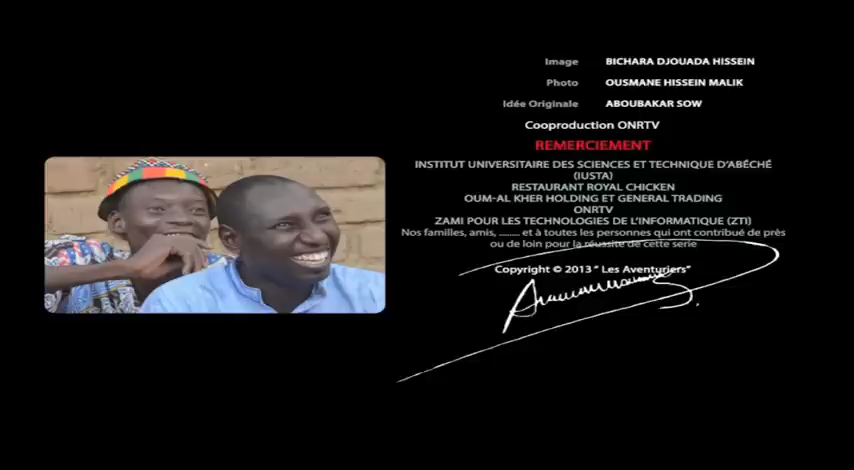 Image BICHARA DJOUADA HISSEIN
Photo OUSMANE HISSEIN MALIK
Idée Originale ABOUBAKAR SOW
Cooproduction ONRTV
REMERCIEMENT
INSTITUT UNIVERSITAIRE DES SCIENCES ET TECHNIQUE D'ABÉCHÉ
(IUSTA)
RESTAURANT ROYAL CHICKEN
OUM-AL KHER HOLDING ET GENERAL TRADING
ONRTV
ZAMI POUR LES TECHNOLOGIES DE L'INFORMATIQUE (ZTI)
Nos familles, amis, ........ et à toutes les personnes qui ont contribué de près
ou de loin pour la réussite de cette serie
Copyright © 2013 " Les Aventuriers"